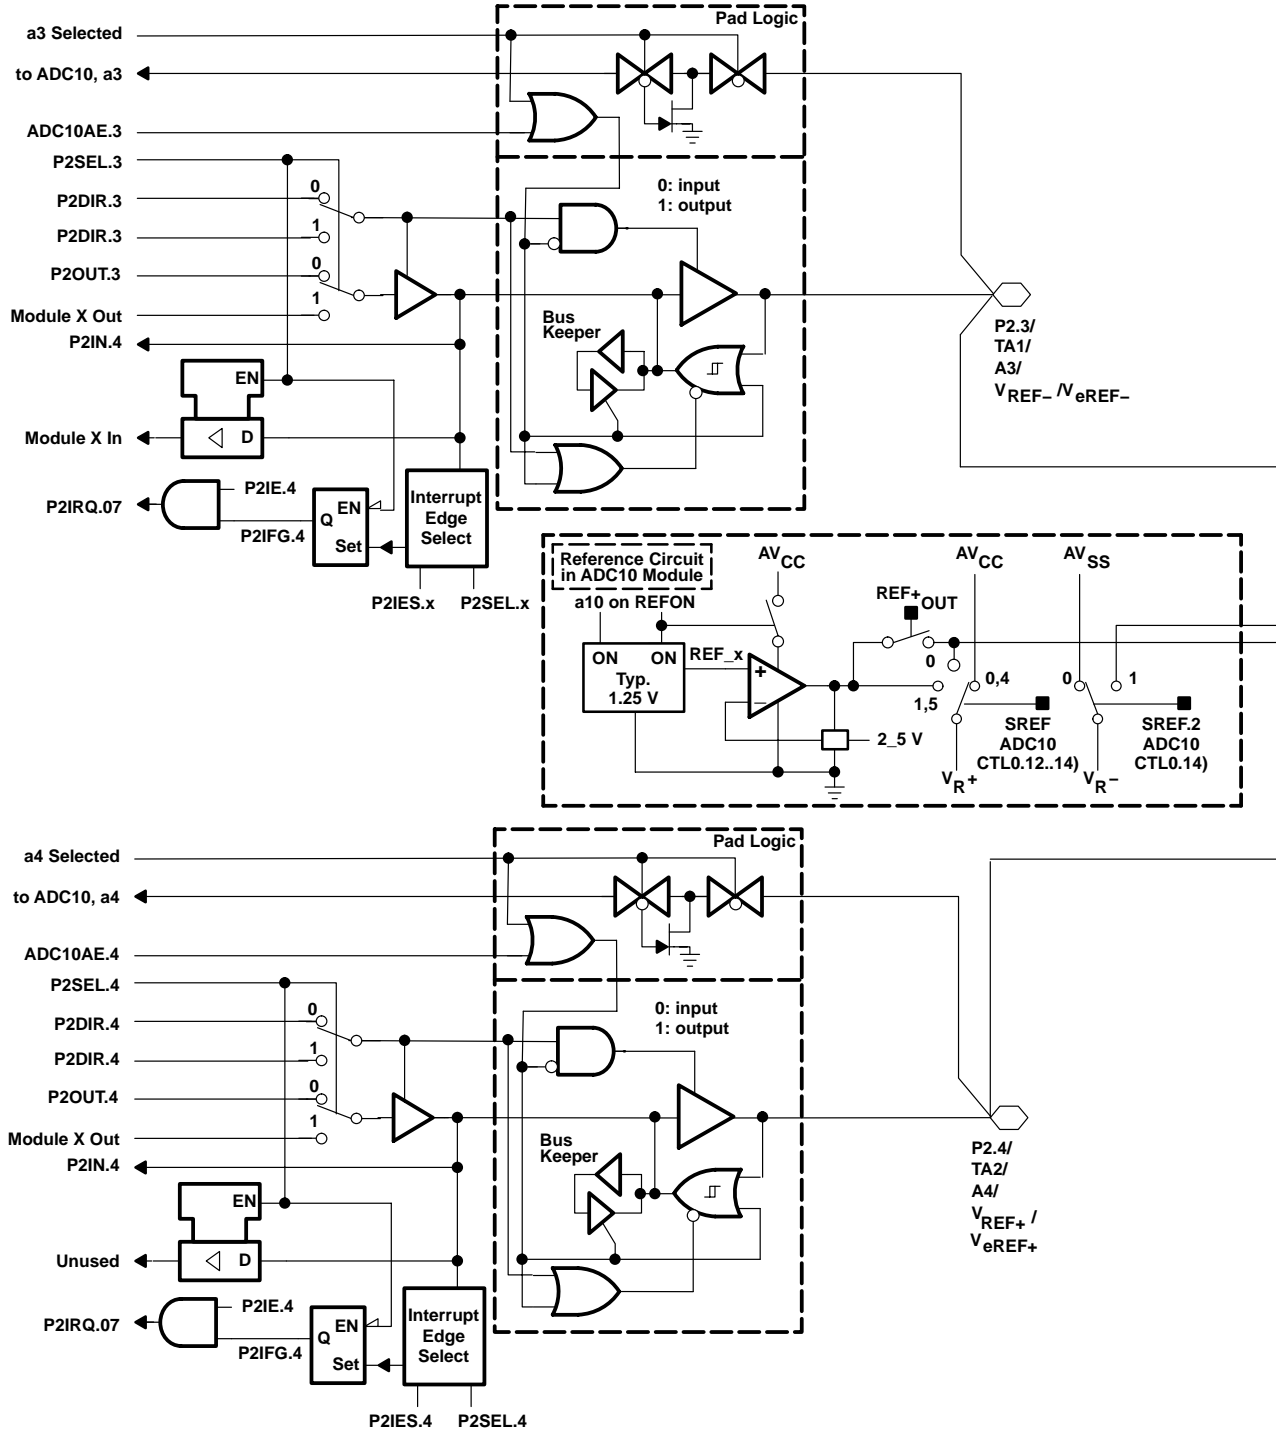 Pad Logic
a3 Selected
to ADC10, a3
ADC10AE.3
P2SEL.3
0
P2DIR.3
P2DIR.3
1
0
P2OUT.3
1
Module X Out
P2IN.4
0: input
1: output
Bus
Keeper
EN
D
Module X In
P2IE.4
P2IRQ.07
P2IFG.4
EN
Q
Set
Interrupt
Edge
Select
P2IES.x
P2SEL.x
P2.3/
TA1/
A3/
VREF− /VeREF−
Reference Circuit
in ADC10 Module
a10 on REFON
AVCC
AVCC
AVSS
REF+
OUT
ON
ON
Typ.
1.25 V
REF_x
+
−
0
1,5
0,4
0
1
2_5 V
SREF
ADC10
CTL0.12..14)
SREF.2
ADC10
CTL0.14)
VR+
VR−
Pad Logic
a4 Selected
to ADC10, a4
ADC10AE.4
P2SEL.4
0
P2DIR.4
P2DIR.4
1
0
P2OUT.4
1
Module X Out
P2IN.4
0: input
1: output
Bus
Keeper
EN
D
Unused
P2IE.4
P2IRQ.07
P2IFG.4
EN
Q
Set
Interrupt
Edge
Select
P2IES.4
P2SEL.4
P2.4/
TA2/
A4/
VREF+ /
VeREF+